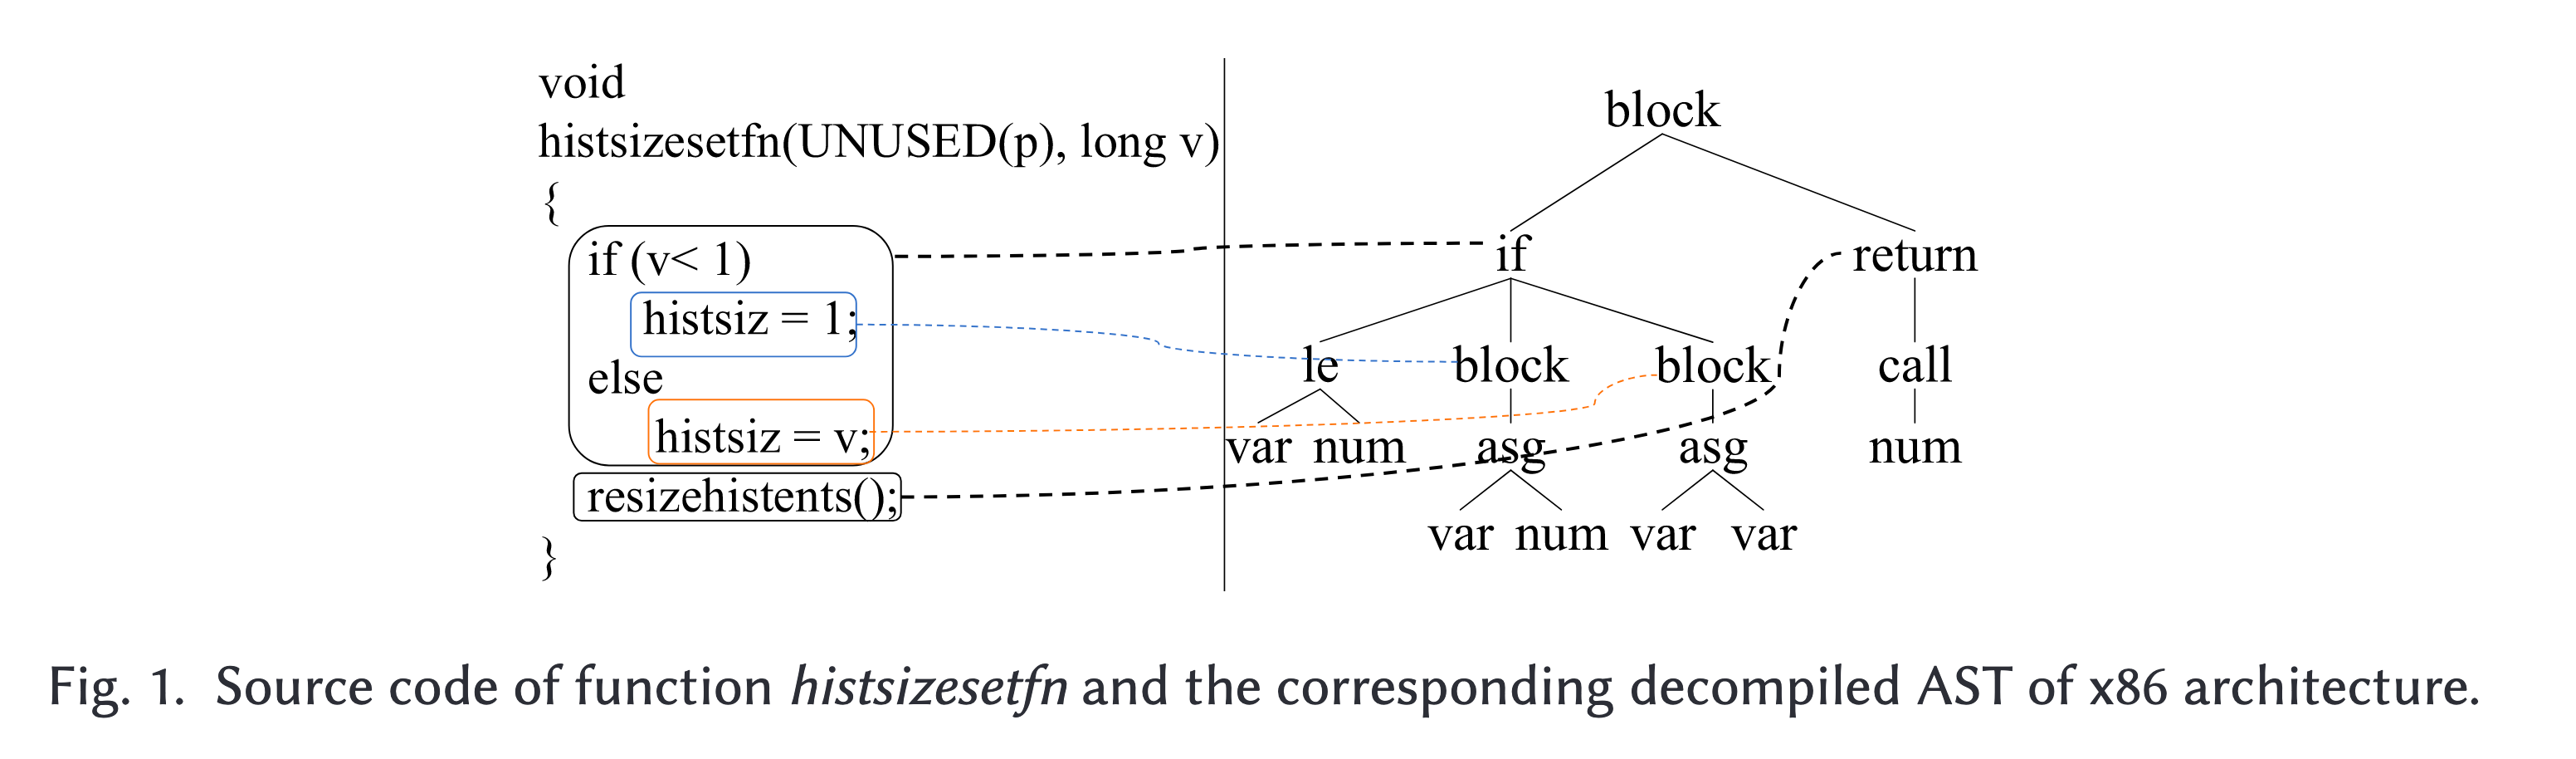 void
histsizesetfn(UNUSED(p), long v)
{
if (v< 1)
histsiz = 1;
else
histsiz = v;
resizehistents();
}
block
if return
le block block call
var num asg asg num
var num var var
Fig. 1. Source code of function histsizesetfn and the corresponding decompiled AST of x86 architecture.